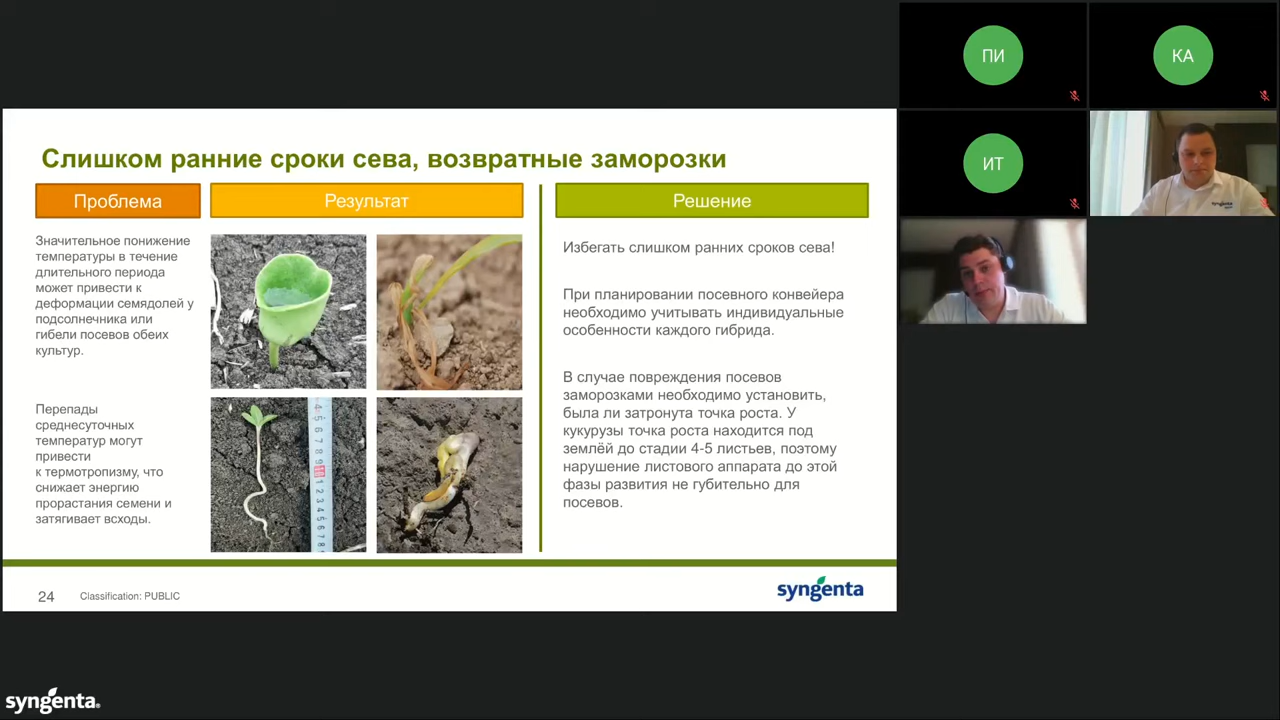 Слишком ранние сроки сева, возвратные заморозки
Проблема
Результат
Решение
Значительное понижение
температуры в течение
длительного периода
может привести к
деформации семядолей у
подсолнечника или
гибели посевов обеих
культур.
Перепады
среднесуточных
температур могут
привести
к термотропизму, что
снижает энергию
прорастания семени и
затягивает всходы.
Избегать слишком ранних сроков сева!
При планировании посевного конвейера
необходимо учитывать индивидуальные
особенности каждого гибрида.
В случае повреждения посевов
заморозками необходимо установить,
была ли затронута точка роста. У
кукурузы точка роста находится под
землёй до стадии 4-5 листьев, поэтому
нарушение листового аппарата до этой
фазы развития не губительно для
посевов.
24
Classification: PUBLIC
syngenta
ПИ
КА
ИТ
syngenta